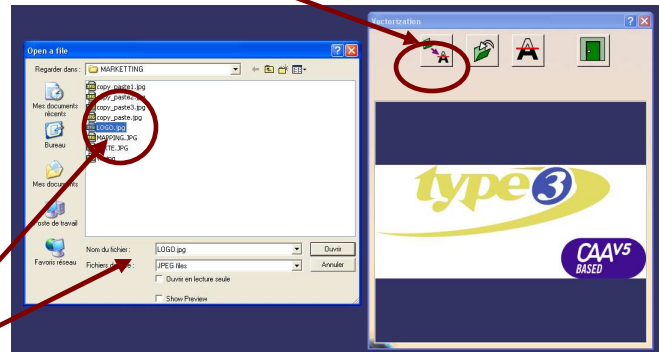 Open a file
Regarder dans :
MARKETTING
copy_paste1.jpg
copy_paste2.jpg
copy_paste3.jpg
copy_paste.jpg
LOGO.jpg
MAPPING.JPG
Mes documents récents
Bureau
Mes documents
Poste de travail
Favoris réseau
Nom du fichier :
LOGO.jpg
Ouvrir
JPEG files
Annuler
Ouvrir en lecture seule
Show Preview
Vectorization
A
A
type3
CAAV5
BASED